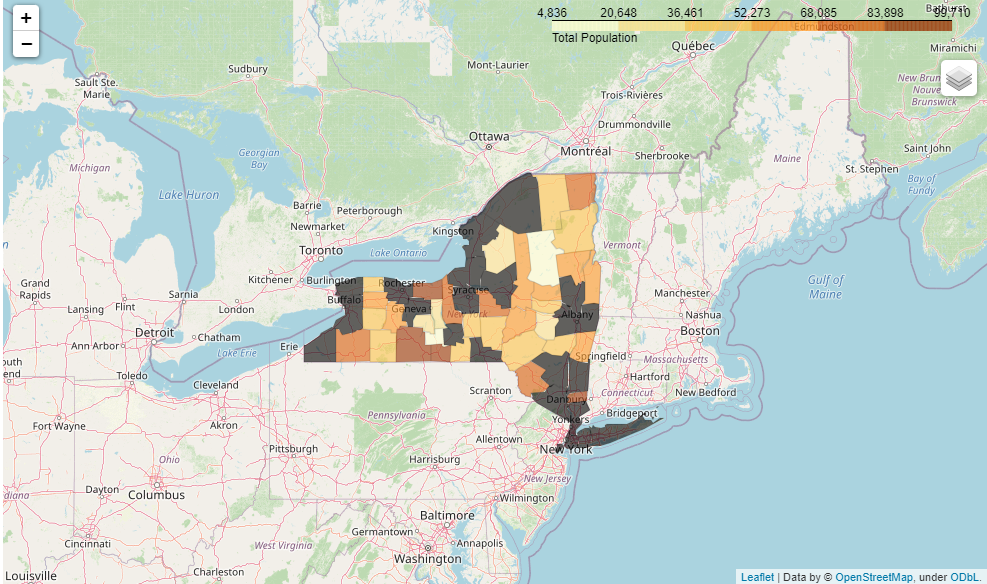 +
−
4,836 20,648 36,461 52,273 68,085 83,898 99,710
Total Population
Bathurst
Edmundston
Miramichi
Québec
Mont-Laurier
Sudbury
Sault Ste.
Marie
New Brun
Nouve
Brunswick
Trois-Rivières
Drummondville
Ottawa
Montréal
Sherbrooke
Saint John
Maine
St. Stephen
Bay of
Fundy
Georgian
Bay
Michigan
Lake Huron
Barrie
Peterborough
Newmarket
Kingston
Toronto
Lake Ontario
Vermont
Kitchener
Burlington
Rochester
Syracuse
Gulf of
Maine
Grand
Rapids
Sarnia
Buffalo
Geneva
New York
Albany
Manchester
Lansing
Flint
London
Nashua
Detroit
Chatham
Boston
Ann Arbor
Lake Erie
Erie
Springfield
Massachusetts
outh
end
Toledo
Cleveland
Scranton
Hartford
New Bedford
Connecticut
Danbury
Bridgeport
Yonkers
Fort Wayne
Akron
Pennsylvania
Allentown
New York
Pittsburgh
Harrisburg
Ohio
New Jersey
diana
Dayton
Columbus
Wilmington
Baltimore
Germantown
Annapolis
Cincinnati
West Virginia
Washington
Louisville
Charleston
Leaflet | Data by © OpenStreetMap, under ODbL.